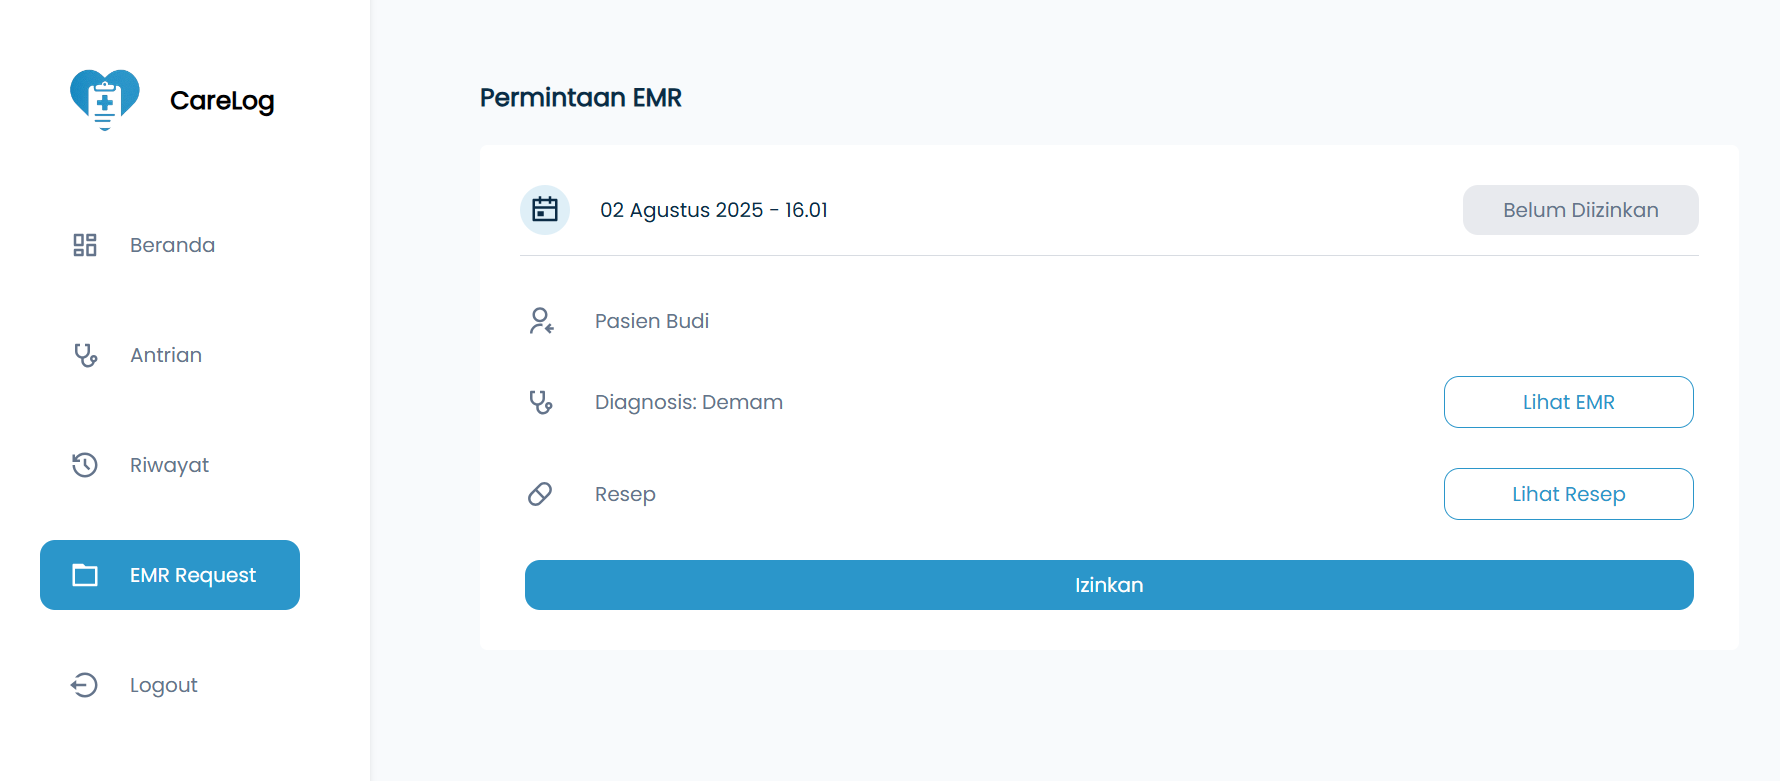 CareLog
Beranda
Antrian
Riwayat
EMR Request
Logout
Permintaan EMR
02 Agustus 2025 - 16.01
Belum Diizinkan
Pasien Budi
Diagnosis: Demam
Lihat EMR
Resep
Lihat Resep
Izinkan